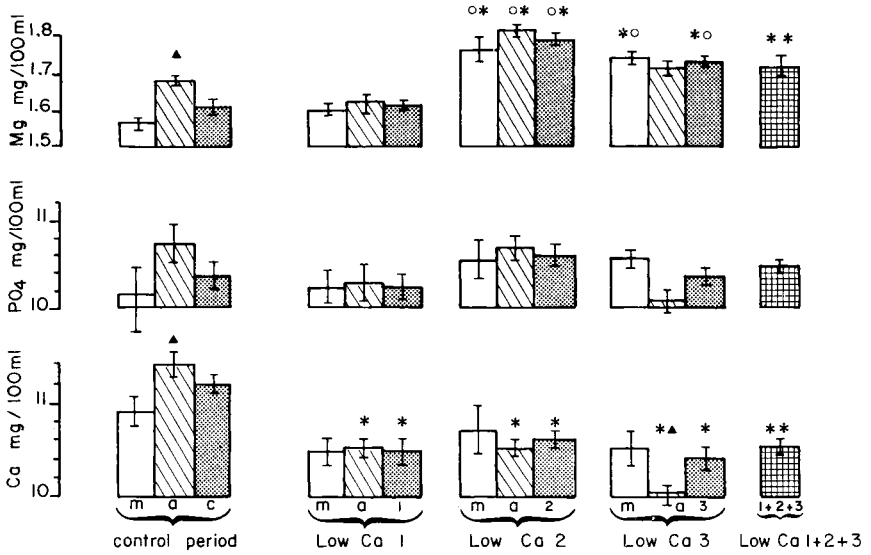 ○* ○* ○*
1.8 *○ *○ **
▲
1.7
1.6
1.5
Mg mg/100ml
11
10
PO4 mg/100ml
▲
11
* * * * *▲ * **
10
Ca mg/100ml
m a c m a 1 m a 2 m a 3 1+2+3
control period Low Ca 1 Low Ca 2 Low Ca 3 Low Ca 1+2+3